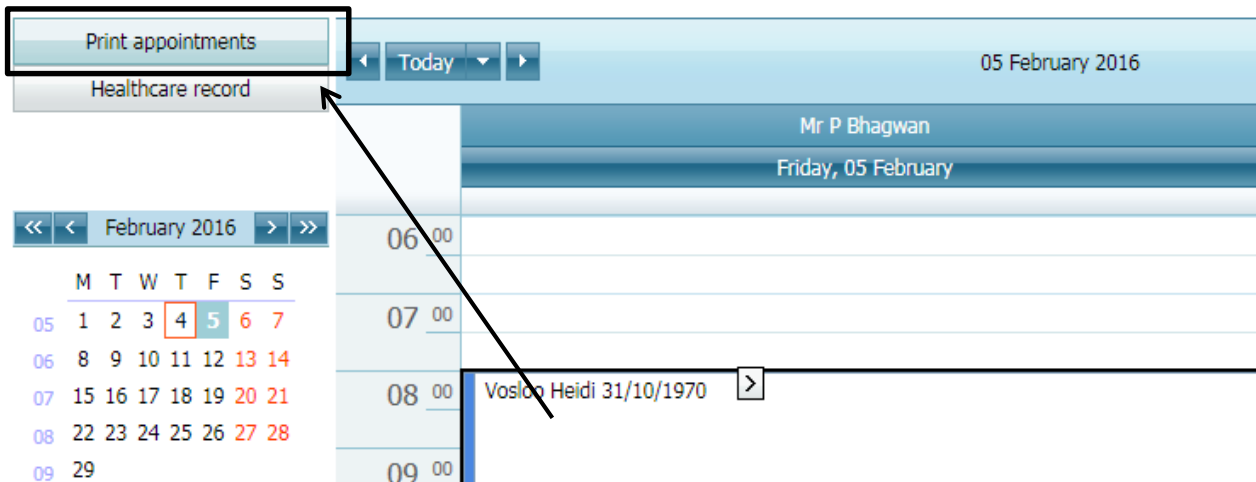 Print appointments
Healthcare record
Today
05 February 2016
Mr P Bhagwan
Friday, 05 February
February 2016
M T W T F S S
05 1 2 3 4 5 6 7
06 8 9 10 11 12 13 14
07 15 16 17 18 19 20 21
08 22 23 24 25 26 27 28
09 29
06 00
07 00
08 00 Vosloo Heidi 31/10/1970
09 00